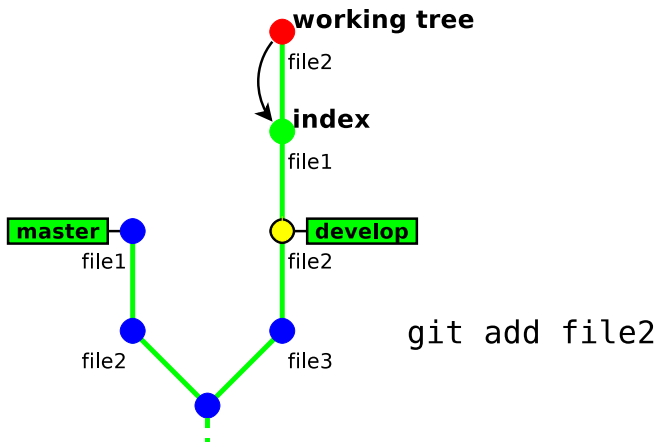 working tree
file2
index
file1
master
develop
file1
file2
git add file2
file2
file3